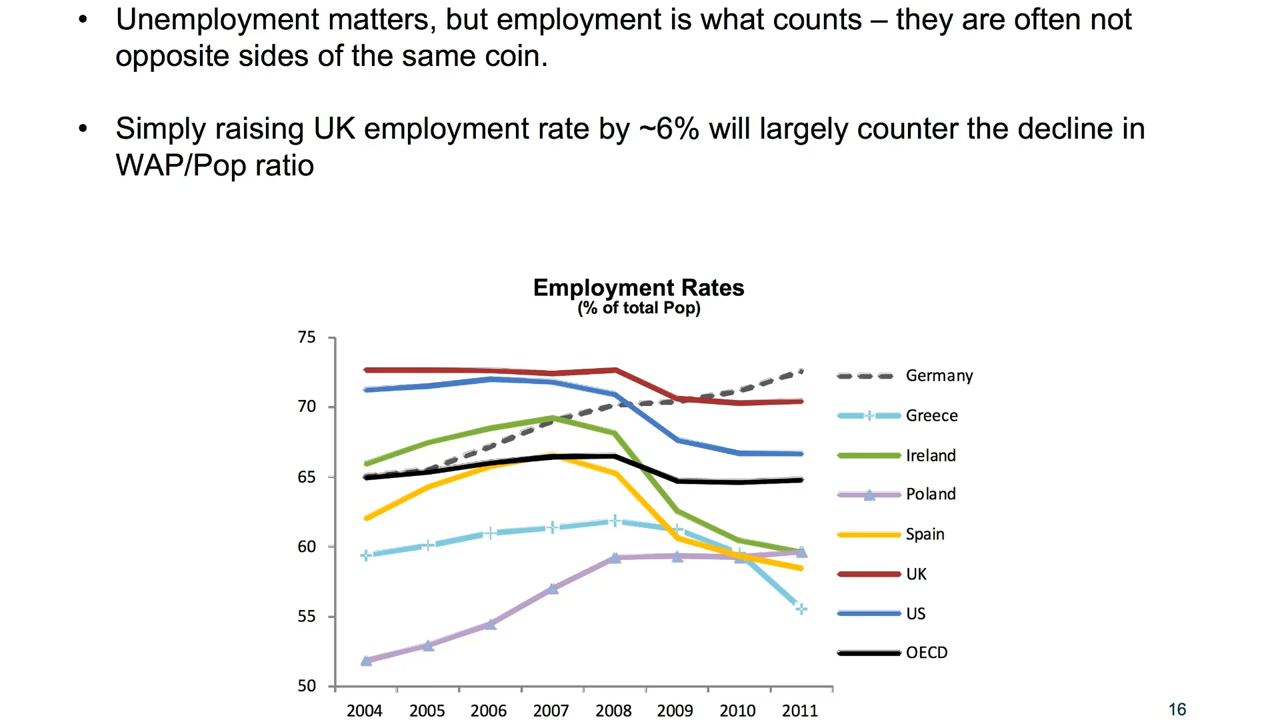 • Unemployment matters, but employment is what counts – they are often not
opposite sides of the same coin.
• Simply raising UK employment rate by ~6% will largely counter the decline in
WAP/Pop ratio
Employment Rates
(% of total Pop)
75
70
65
60
55
50
2004 2005 2006 2007 2008 2009 2010 2011
Germany
Greece
Ireland
Poland
Spain
UK
US
OECD
16